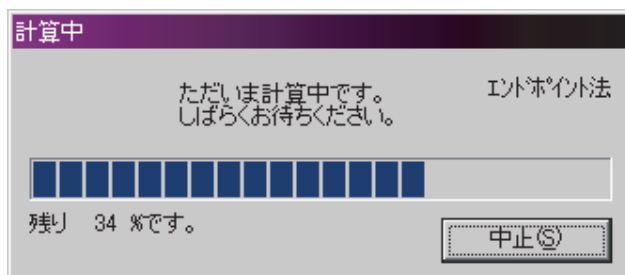 計算中
ただいま計算中です。
しばらくお待ちください。
エンドポイント法
残り 34 %です。
中止(S)